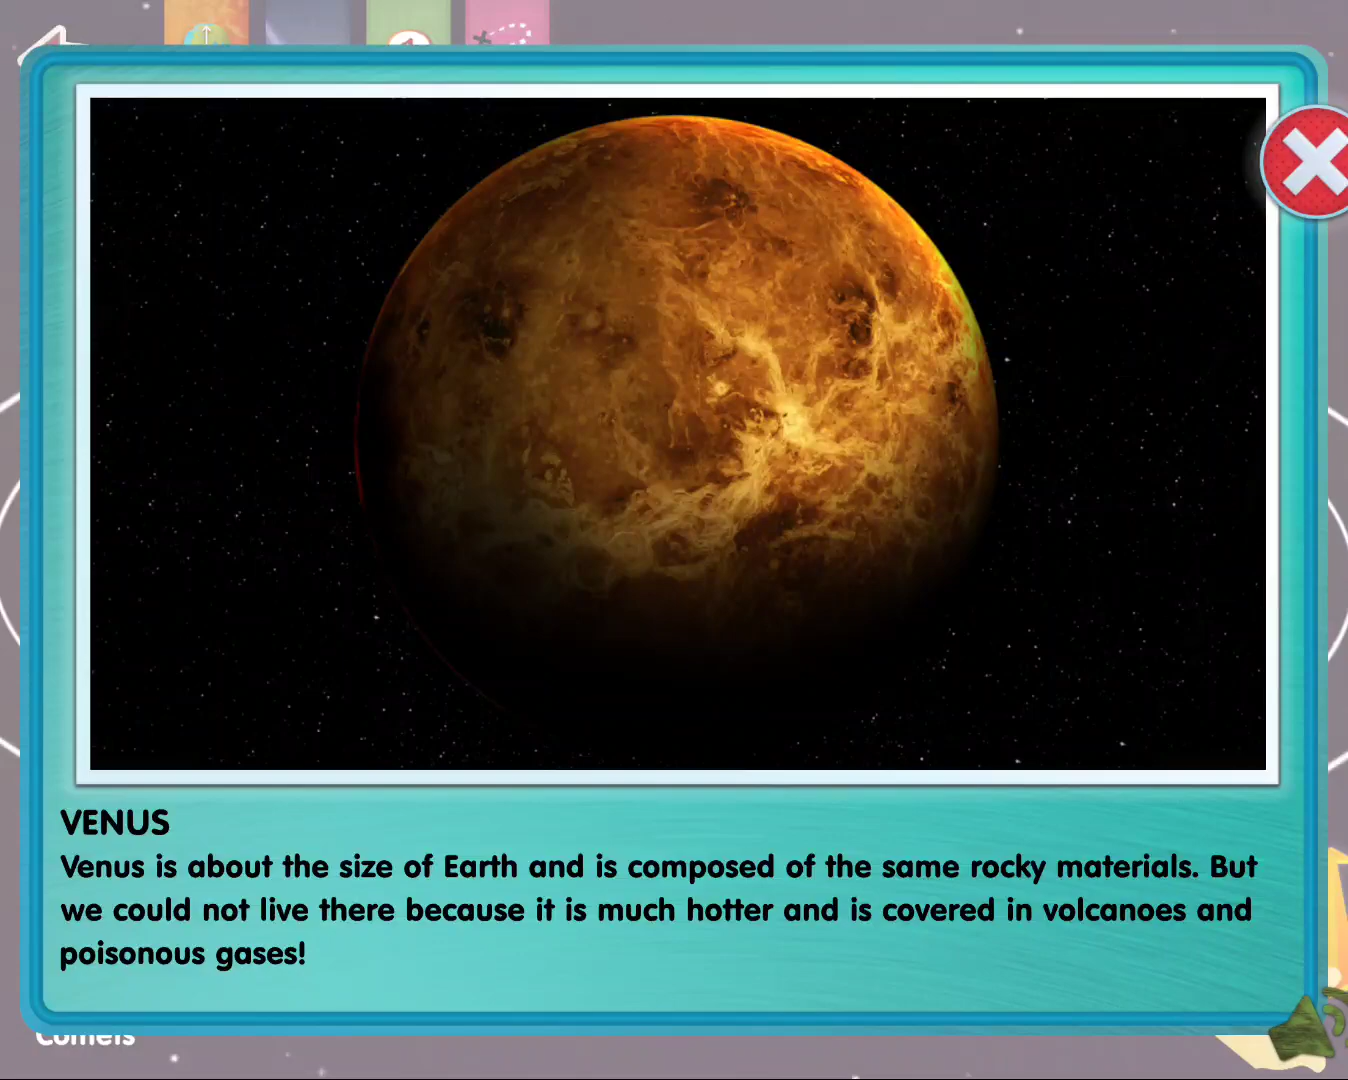 VENUS
Venus is about the size of Earth and is composed of the same rocky materials. But
we could not live there because it is much hotter and is covered in volcanoes and
poisonous gases!
Comets